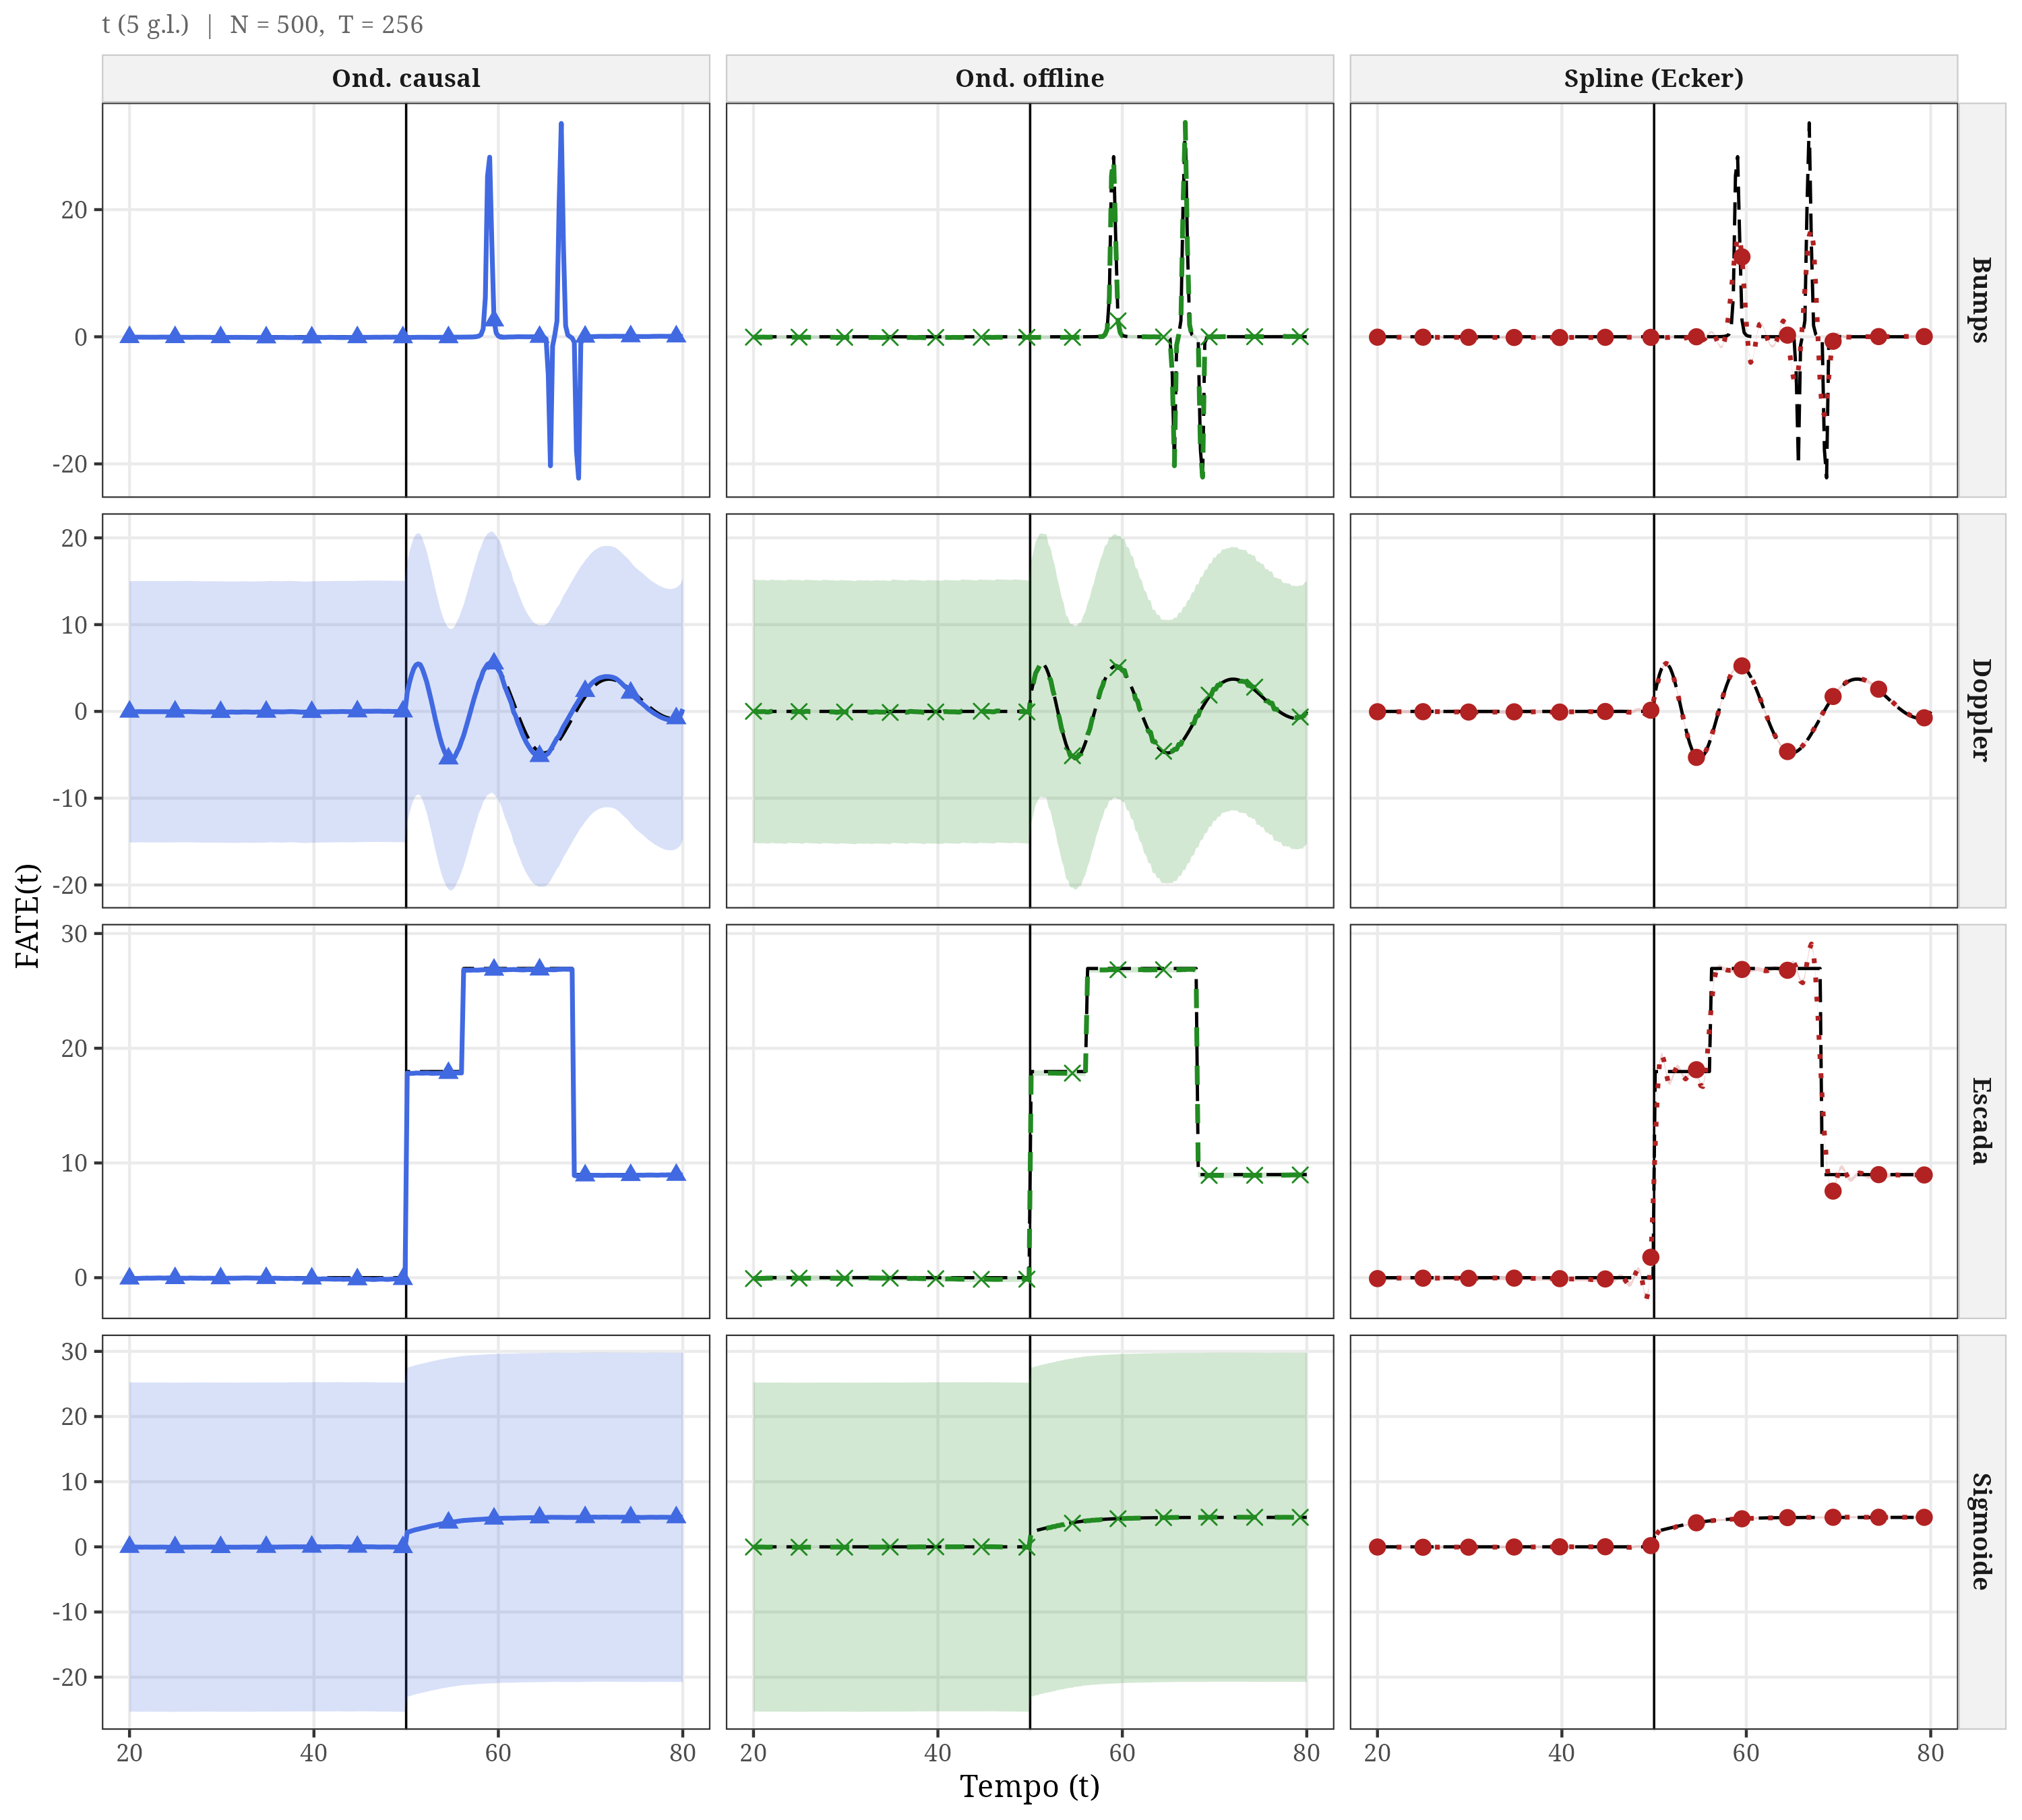 t (5 g.l.)  |  N = 500,  T = 256
Ond. causal
Ond. offline
Spline (Ecker)
20
0
-20
Bumps
20
10
0
-10
-20
Doppler
FATE(t)
30
20
10
0
Escada
30
20
10
0
-10
-20
Sigmoide
20 40 60 80
20 40 60 80
20 40 60 80
Tempo (t)